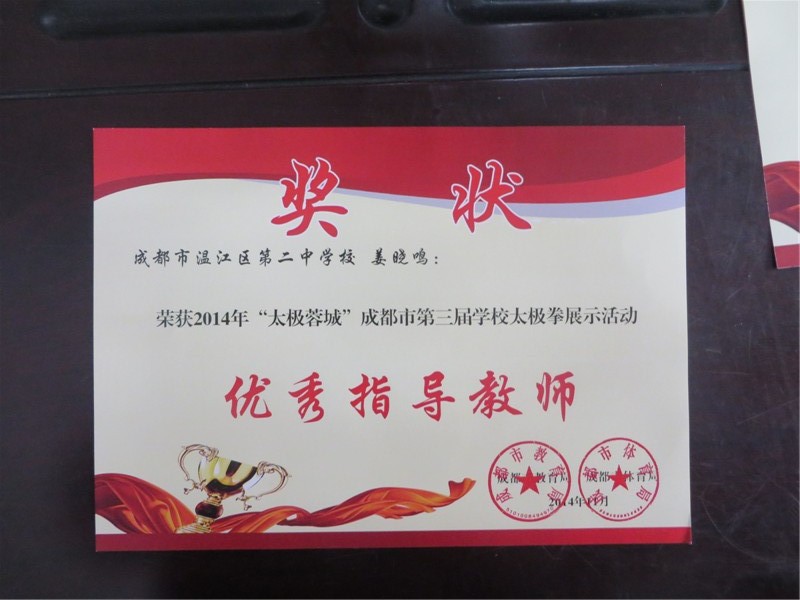 奖 状
成都市温江区第二中学校 姜晓鸣：
荣获2014年“太极蓉城”成都市第三届学校太极拳展示活动
优秀指导教师
成都市教育局 成都市体育局
2014年11月